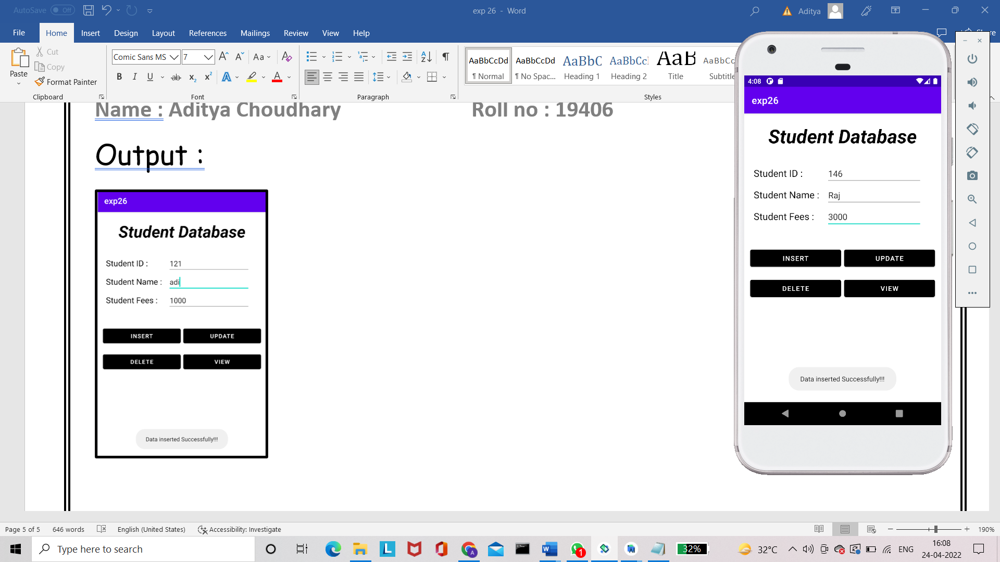 AutoSave Off
exp 26 - Word
Aditya
File Home Insert Design Layout References Mailings Review View Help
Paste
Cut
Copy
Format Painter
Clipboard
Comic Sans MS 7
Font
Paragraph
AaBbCcDd AaBbCcDd AaBbC AaBbCc AaB AaBbCc
¶ Normal ¶ No Spac... Heading 1 Heading 2 Title Subtitle
Styles
Name : Aditya Choudhary Roll no : 19406
Output :
exp26
Student Database
Student ID : 121
Student Name : adi
Student Fees : 1000
INSERT UPDATE
DELETE VIEW
Data inserted Successfully!!!
4:08
exp26
Student Database
Student ID : 146
Student Name : Raj
Student Fees : 3000
INSERT UPDATE
DELETE VIEW
Data inserted Successfully!!!
Page 5 of 5 646 words English (United States) Accessibility: Investigate 190%
Type here to search
1
32%
32°C
ENG
16:08
24-04-2022